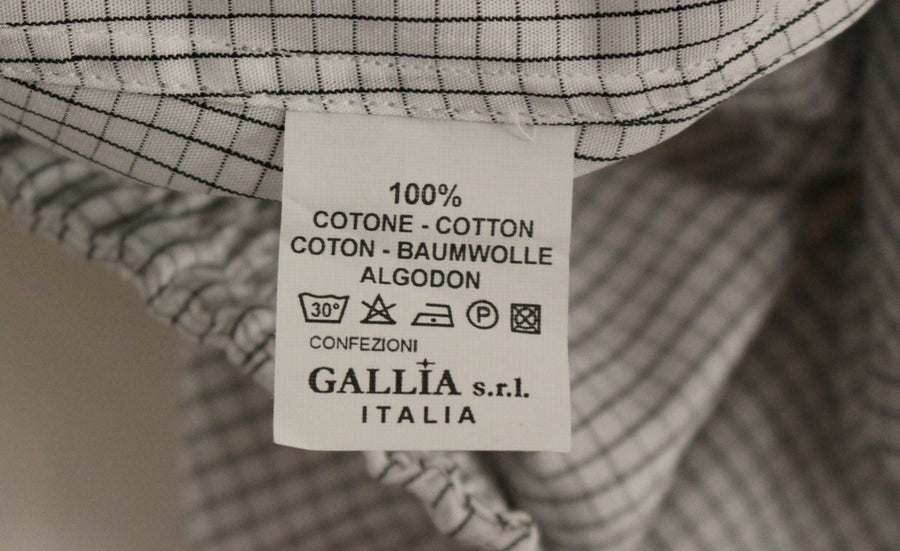 100%
COTONE - COTTON
COTON - BAUMWOLLE
ALGODON
30° P
CONFEZIONI
GALLIA s.r.l.
ITALIA